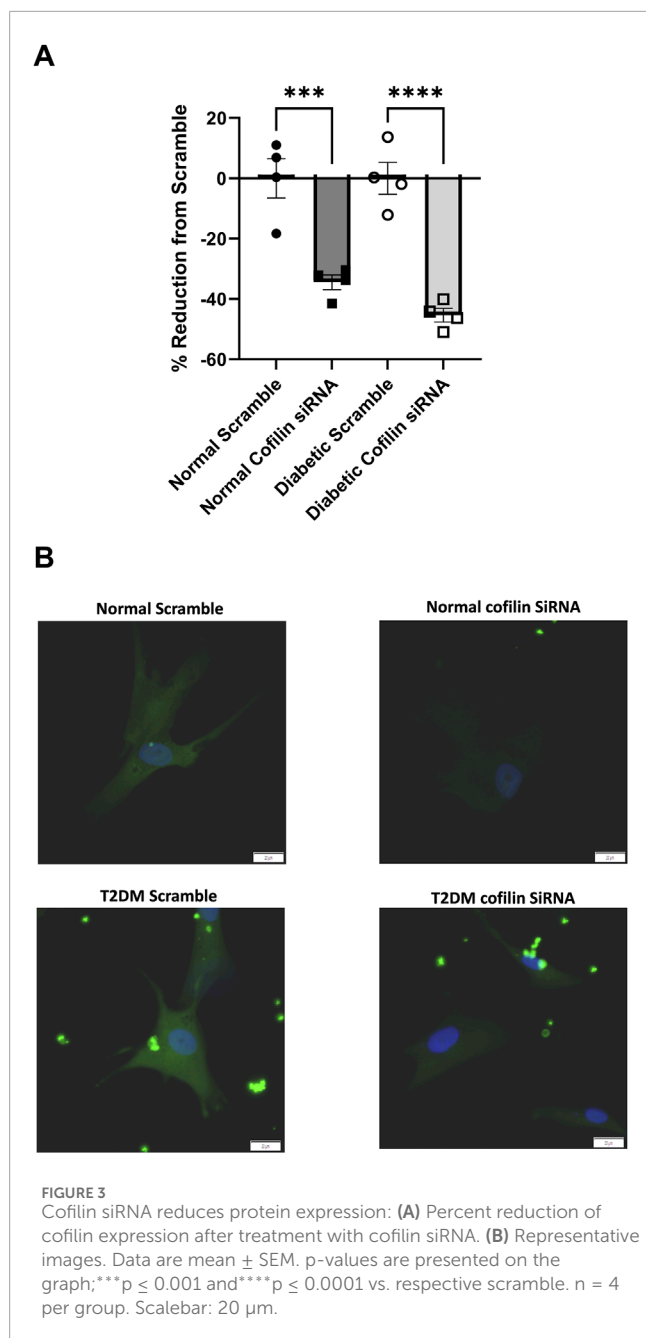 A
*** ****
20
0
-20
-40
-60
% Reduction from Scramble
Normal Scramble
Normal Cofilin siRNA
Diabetic Scramble
Diabetic Cofilin siRNA
B
Normal Scramble Normal cofilin SiRNA
T2DM Scramble T2DM cofilin SiRNA
FIGURE 3
Cofilin siRNA reduces protein expression: (A) Percent reduction of
cofilin expression after treatment with cofilin siRNA. (B) Representative
images. Data are mean ± SEM. p-values are presented on the
graph;***p ≤ 0.001 and****p ≤ 0.0001 vs. respective scramble. n = 4
per group. Scalebar: 20 μm.